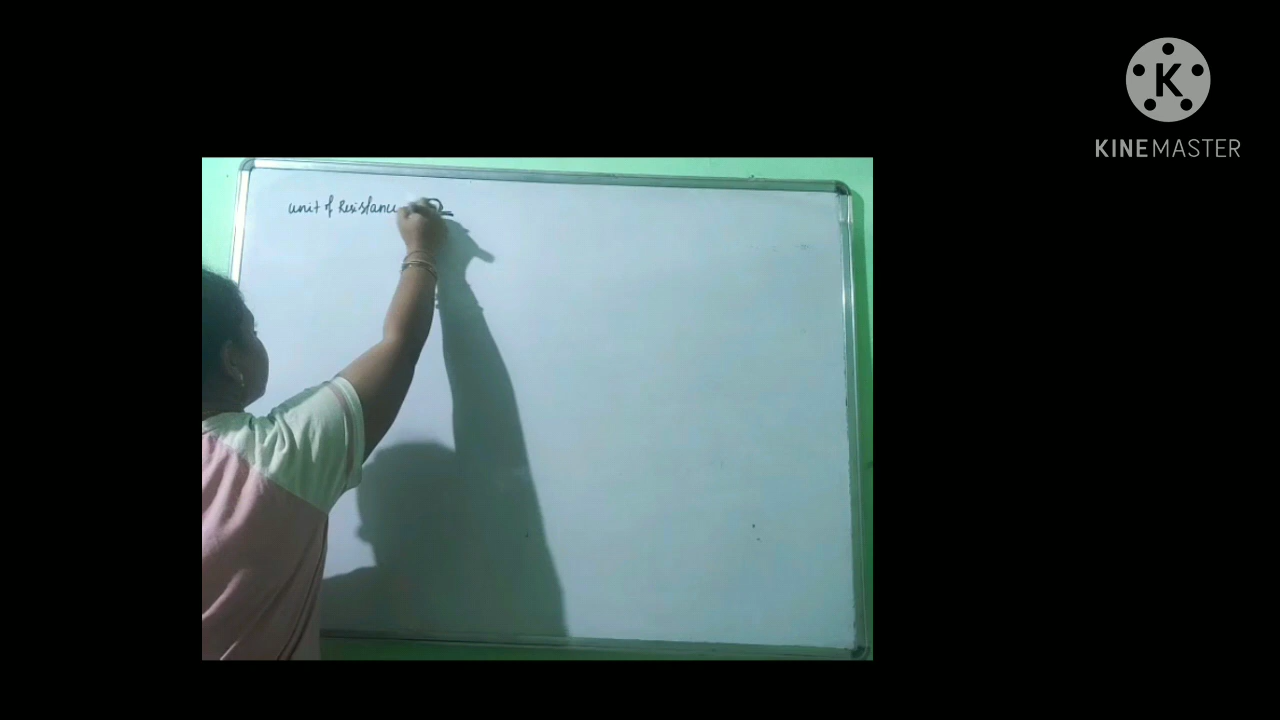 unit of Resistance
Ω
K
KINEMASTER